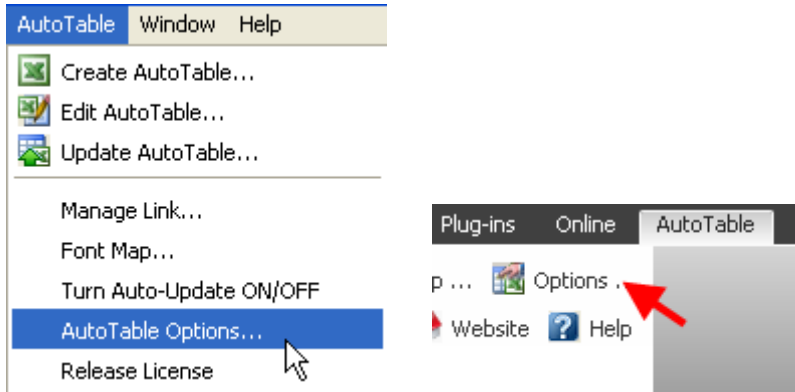 AutoTable Window Help
Create AutoTable...
Edit AutoTable...
Update AutoTable...
Manage Link...
Font Map...
Turn Auto-Update ON/OFF
AutoTable Options...
Release License
Plug-ins Online AutoTable
p ... Options .
Website Help